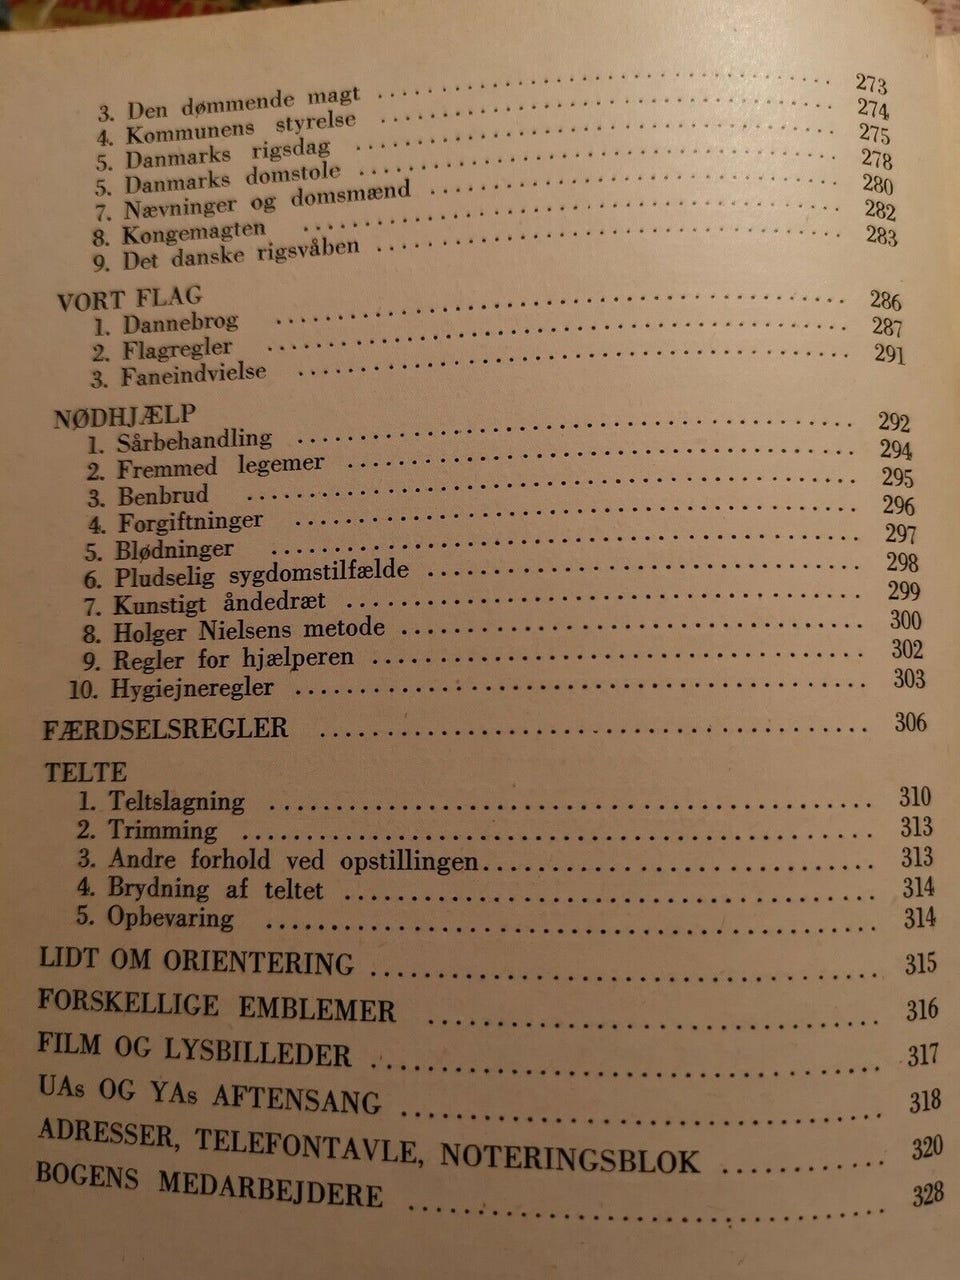 3. Den dømmende magt 273
4. Kommunens styrelse 274
5. Danmarks rigsdag 275
5. Danmarks domstole 278
7. Nævninger og domsmænd 280
8. Kongemagten 282
9. Det danske rigsvåben 283
VORT FLAG
1. Dannebrog 286
2. Flagregler 287
3. Faneindvielse 291
NØDHJÆLP
1. Sårbehandling 292
2. Fremmed legemer 294
3. Benbrud 295
4. Forgiftninger 296
5. Blødninger 297
6. Pludselig sygdomstilfælde 298
7. Kunstigt åndedræt 299
8. Holger Nielsens metode 300
9. Regler for hjælperen 302
10. Hygiejneregler 303
FÆRDSELSREGLER 306
TELTE
1. Teltslagning 310
2. Trimming 313
3. Andre forhold ved opstillingen 313
4. Brydning af teltet 314
5. Opbevaring 314
LIDT OM ORIENTERING 315
FORSKELLIGE EMBLEMER 316
FILM OG LYSBILLEDER 317
UAs OG YAs AFTENSANG 318
ADRESSER, TELEFONTAVLE, NOTERINGSBLOK 320
BOGENS MEDARBEJDERE 328